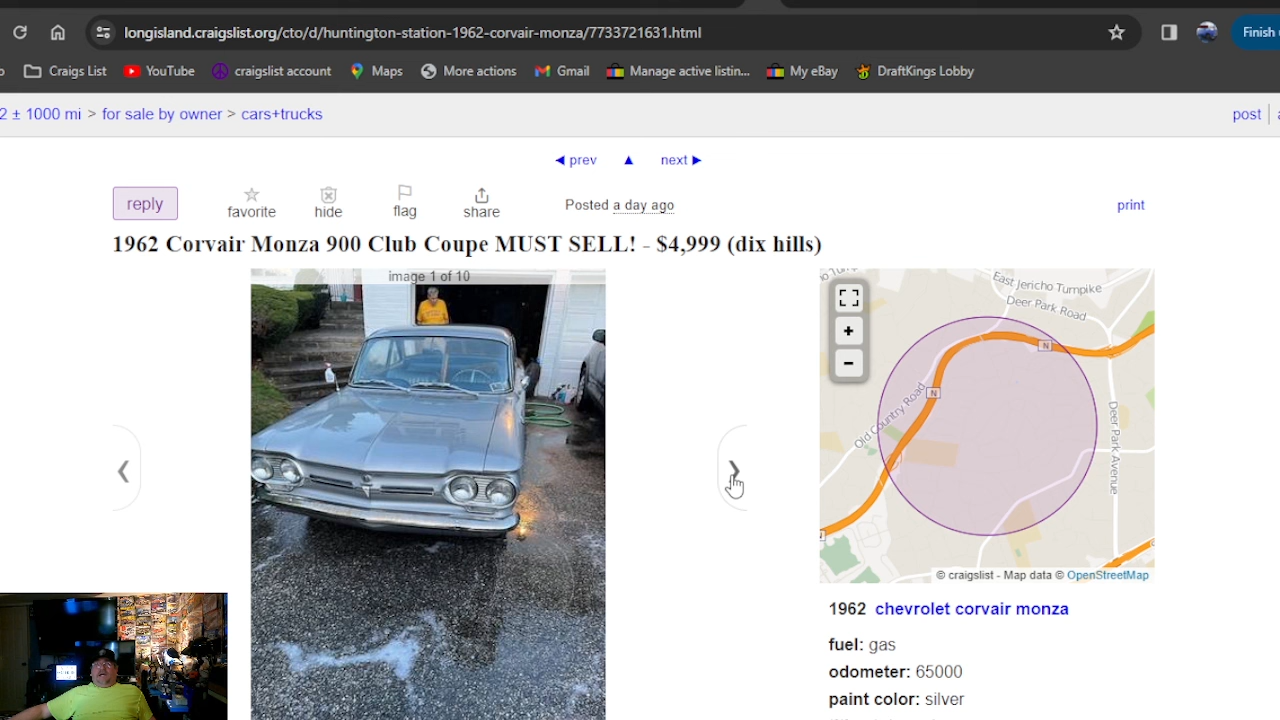 longisland.craigslist.org/cto/d/huntington-station-1962-corvair-monza/7733721631.html
Finish
Craigs List
YouTube
craigslist account
Maps
More actions
Gmail
Manage active listin...
My eBay
DraftKings Lobby
2 ± 1000 mi > for sale by owner > cars+trucks
post
◀ prev ▲ next ▶
reply
favorite
hide
flag
share
Posted a day ago
print
1962 Corvair Monza 900 Club Coupe MUST SELL! - $4,999 (dix hills)
image 1 of 10
East Jericho Turnpike
Deer Park Road
+
−
N
N
Old Country Road
Deer Park Avenue
© craigslist - Map data © OpenStreetMap
1962 chevrolet corvair monza
fuel: gas
odometer: 65000
paint color: silver